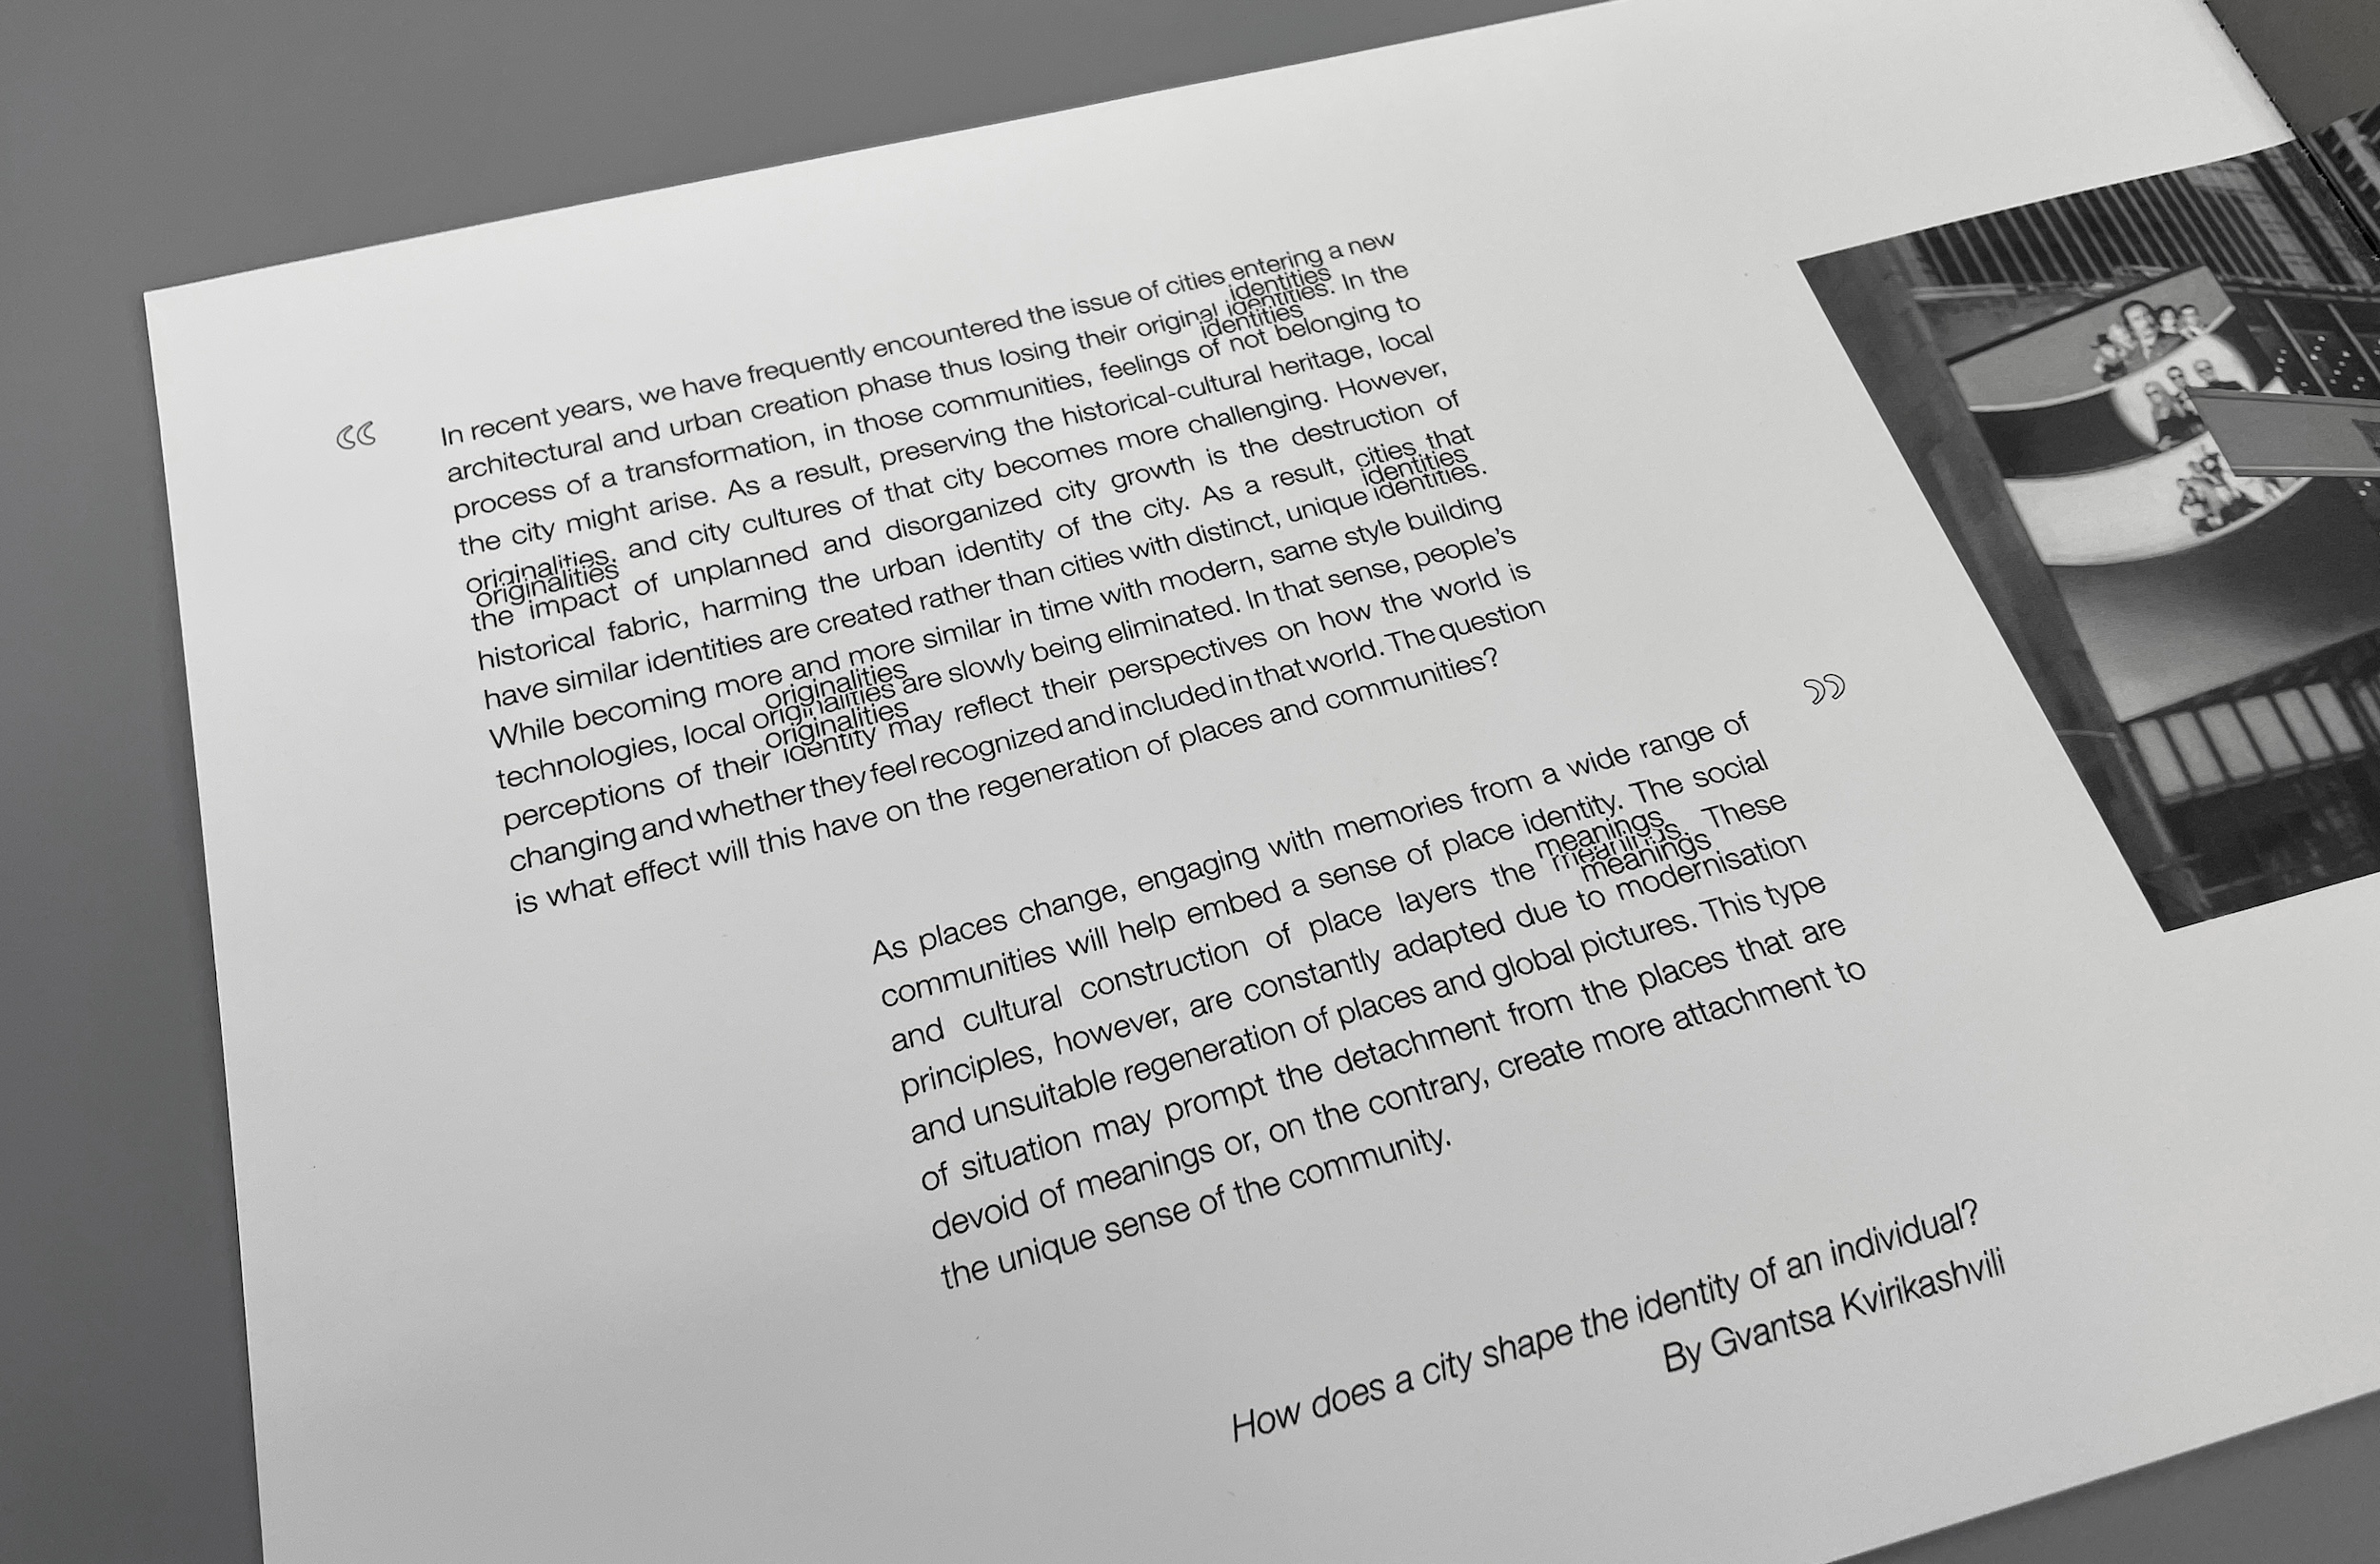 “
In recent years, we have frequently encountered the issue of cities entering a new
identities
architectural and urban creation phase thus losing their original identities. In the
identities
process of a transformation, in those communities, feelings of not belonging to
the city might arise. As a result, preserving the historical-cultural heritage, local
originalities, and city cultures of that city becomes more challenging. However,
originalities
the impact of unplanned and disorganized city growth is the destruction of
historical fabric, harming the urban identity of the city. As a result, cities that
identities
have similar identities are created rather than cities with distinct, unique identities.
While becoming more and more similar in time with modern, same style building
originalities
technologies, local originalities are slowly being eliminated. In that sense, people's
originalities
perceptions of their identity may reflect their perspectives on how the world is
changing and whether they feel recognized and included in that world. The question
is what effect will this have on the regeneration of places and communities?
”
As places change, engaging with memories from a wide range of
communities will help embed a sense of place identity. The social
meanings
and cultural construction of place layers the meanings. These
meanings
principles, however, are constantly adapted due to modernisation
and unsuitable regeneration of places and global pictures. This type
of situation may prompt the detachment from the places that are
devoid of meanings or, on the contrary, create more attachment to
the unique sense of the community.
How does a city shape the identity of an individual?
By Gvantsa Kvirikashvili